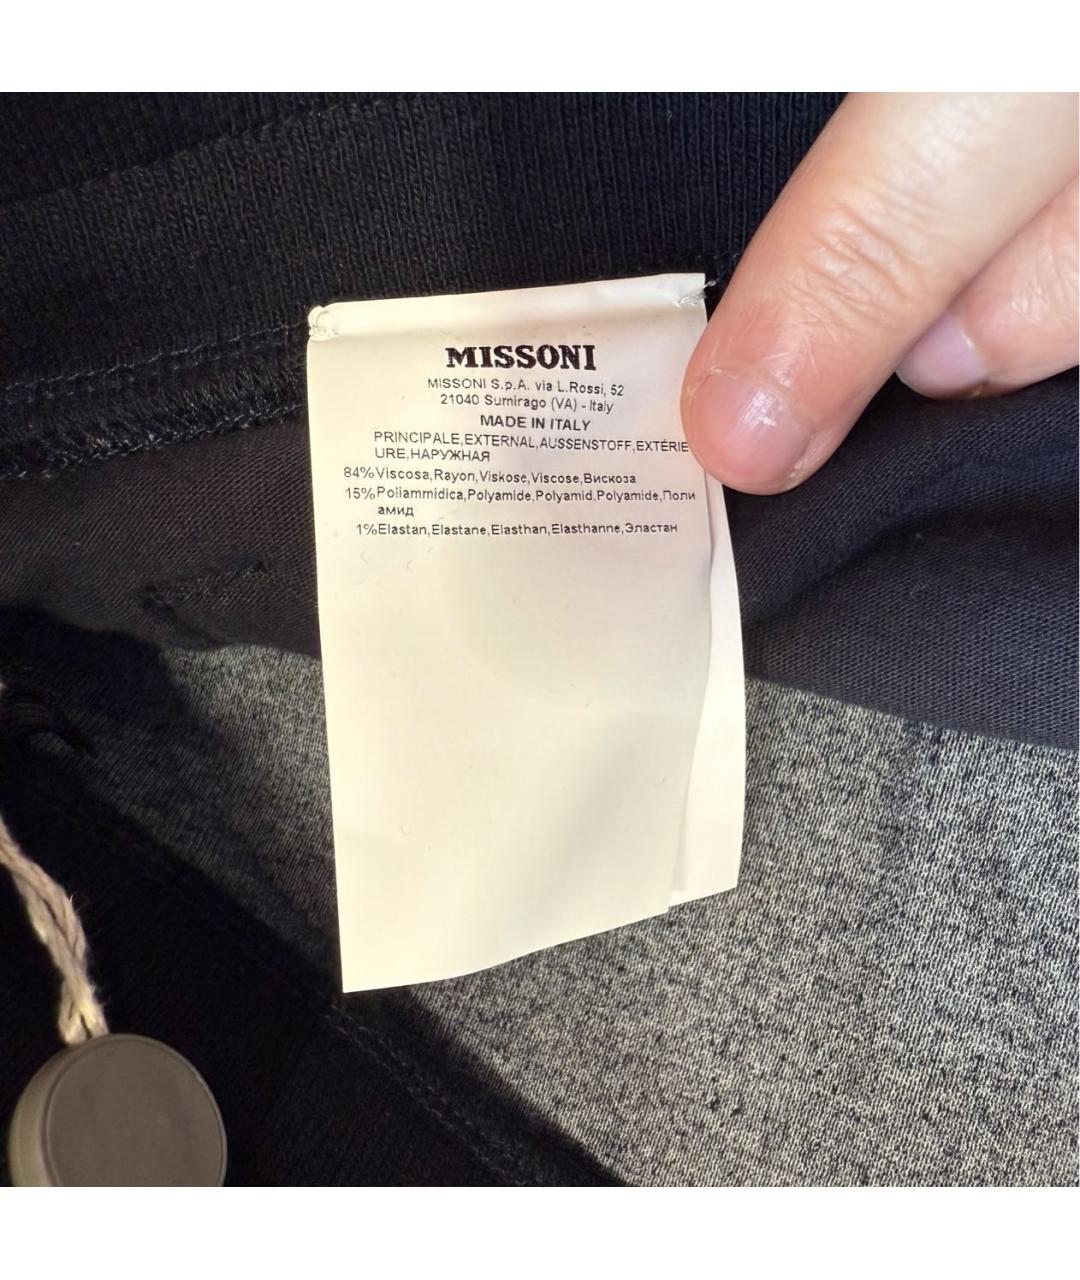 MISSONI
MISSONI S.p.A. via L.Rossi, 52
21040 Sumirago (VA) - Italy
MADE IN ITALY
PRINCIPALE,EXTERNAL,AUSSENSTOFF,EXTÉRIE
URE,НАРУЖНАЯ
84%Viscosa,Rayon,Viskose,Viscose,Вискоза
15%Poliammidica,Polyamide,Polyamid,Polyamide,Поли
амид
1%Elastan,Elastane,Elasthan,Elasthanne,Эластан